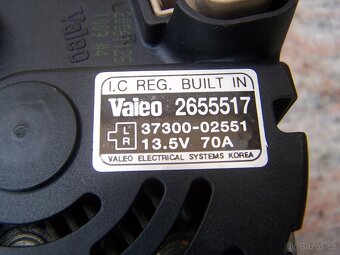 I.C REG. BUILT IN
Valeo 2655517
L
R
37300-02551
13.5V 70A
VALEO ELECTRICAL SYSTEMS KOREA
Valeo